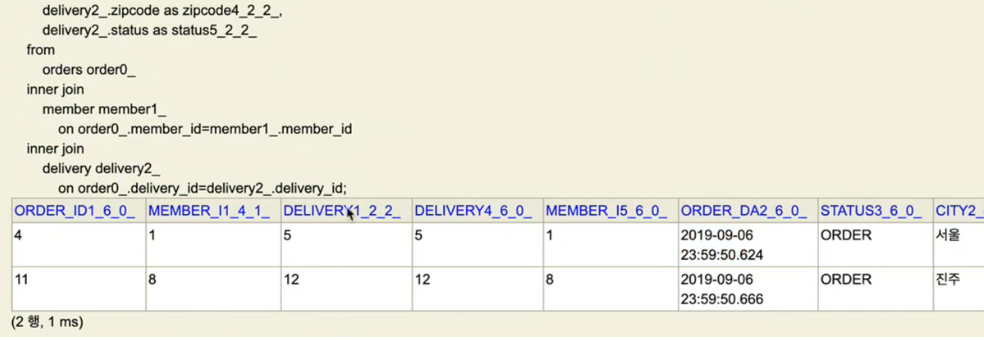 delivery2_.zipcode as zipcode4_2_2_,
delivery2_.status as status5_2_2_
from
orders order0_
inner join
member member1_
on order0_.member_id=member1_.member_id
inner join
delivery delivery2_
on order0_.delivery_id=delivery2_.delivery_id;
ORDER_ID1_6_0_ MEMBER_I1_4_1_ DELIVERY1_2_2_ DELIVERY4_6_0_ MEMBER_I5_6_0_ ORDER_DA2_6_0_ STATUS3_6_0_ CITY2_
4 1 5 5 1 2019-09-06 ORDER 서울
23:59:50.624
11 8 12 12 8 2019-09-06 ORDER 진주
23:59:50.666
(2 행, 1 ms)